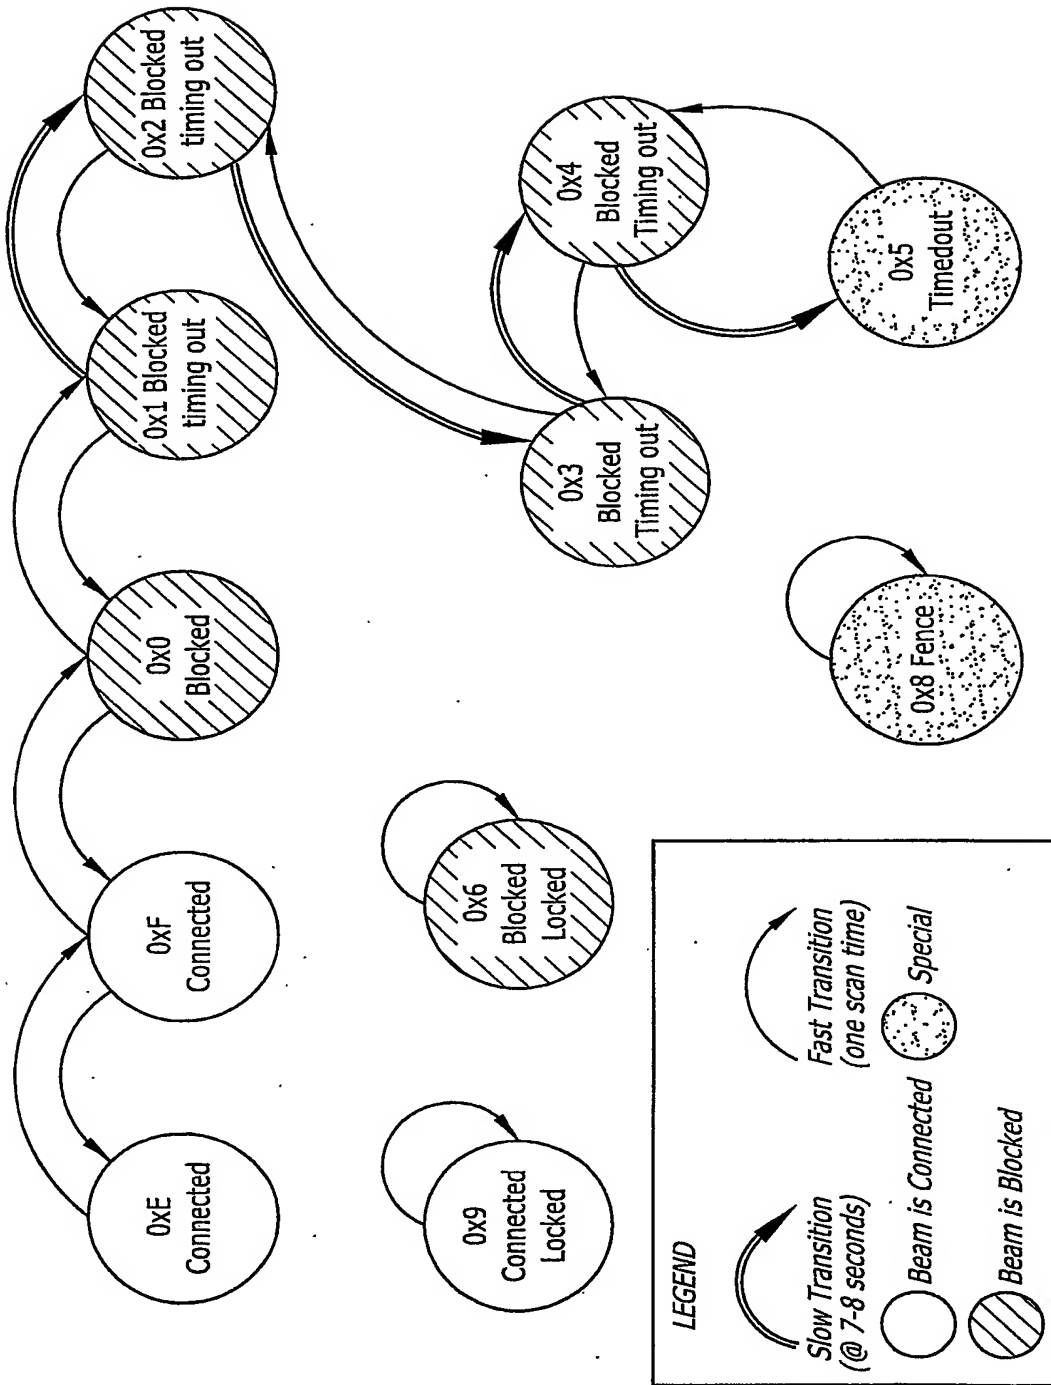 0xE
Connected
0xF
Connected
0x0
Blocked
0x1 Blocked
timing out
0x2 Blocked
timing out
0x9
Connected
Locked
0x6
Blocked
Locked
0x3
Blocked
Timing out
0x4
Blocked
Timing out
0x8 Fence
0x5
Timedout
LEGEND
Slow Transition
(@ 7-8 seconds)
Fast Transition
(one scan time)
Beam is Connected
Special
Beam is Blocked